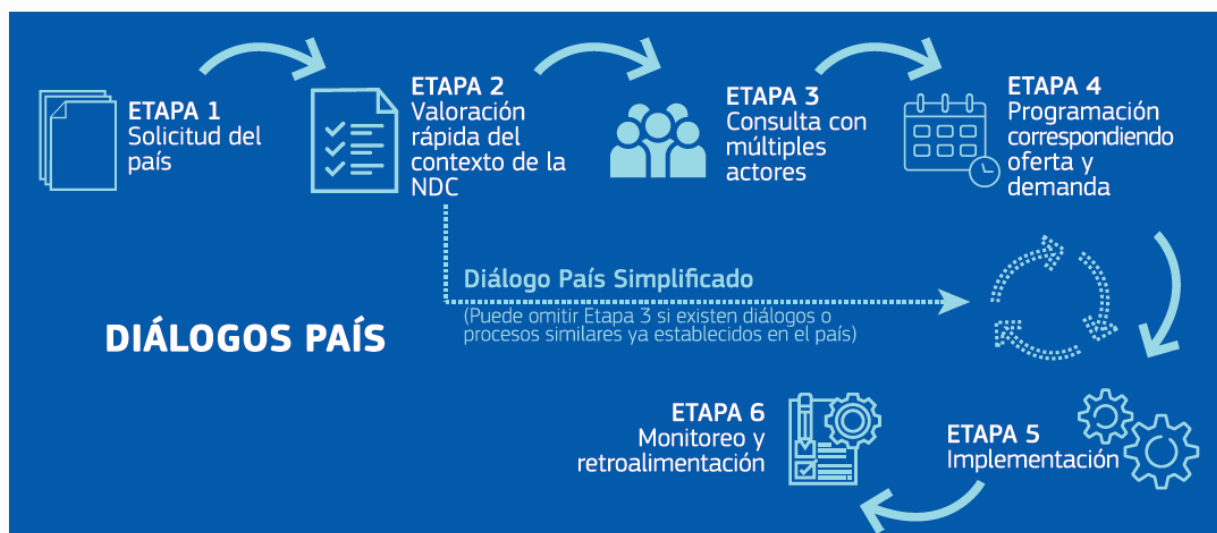 ETAPA 1
Solicitud del
país
ETAPA 2
Valoración
rápida del
contexto de la
NDC
ETAPA 3
Consulta con
múltiples
actores
ETAPA 4
Programación
correspondiendo
oferta y
demanda
Diálogo País Simplificado
(Puede omitir Etapa 3 si existen diálogos o
procesos similares ya establecidos en el país)
DIÁLOGOS PAÍS
ETAPA 5
Implementación
ETAPA 6
Monitoreo y
retroalimentación